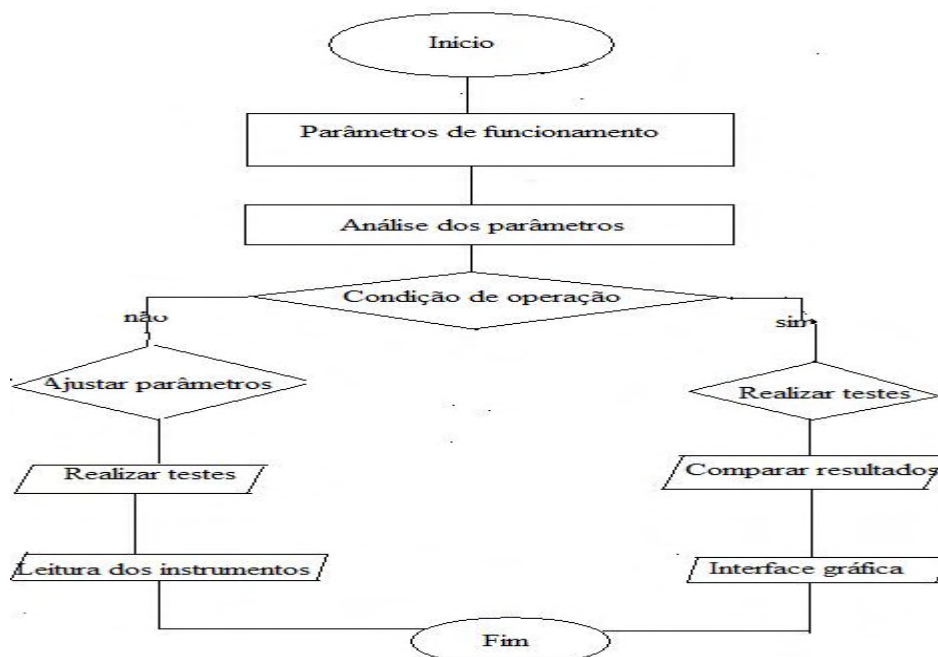 Inicio
Parâmetros de funcionamento
Análise dos parâmetros
Condição de operação
não
sim
Ajustar parâmetros
Realizar testes
Realizar testes
Comparar resultados
Leitura dos instrumentos
Interface gráfica
Fim